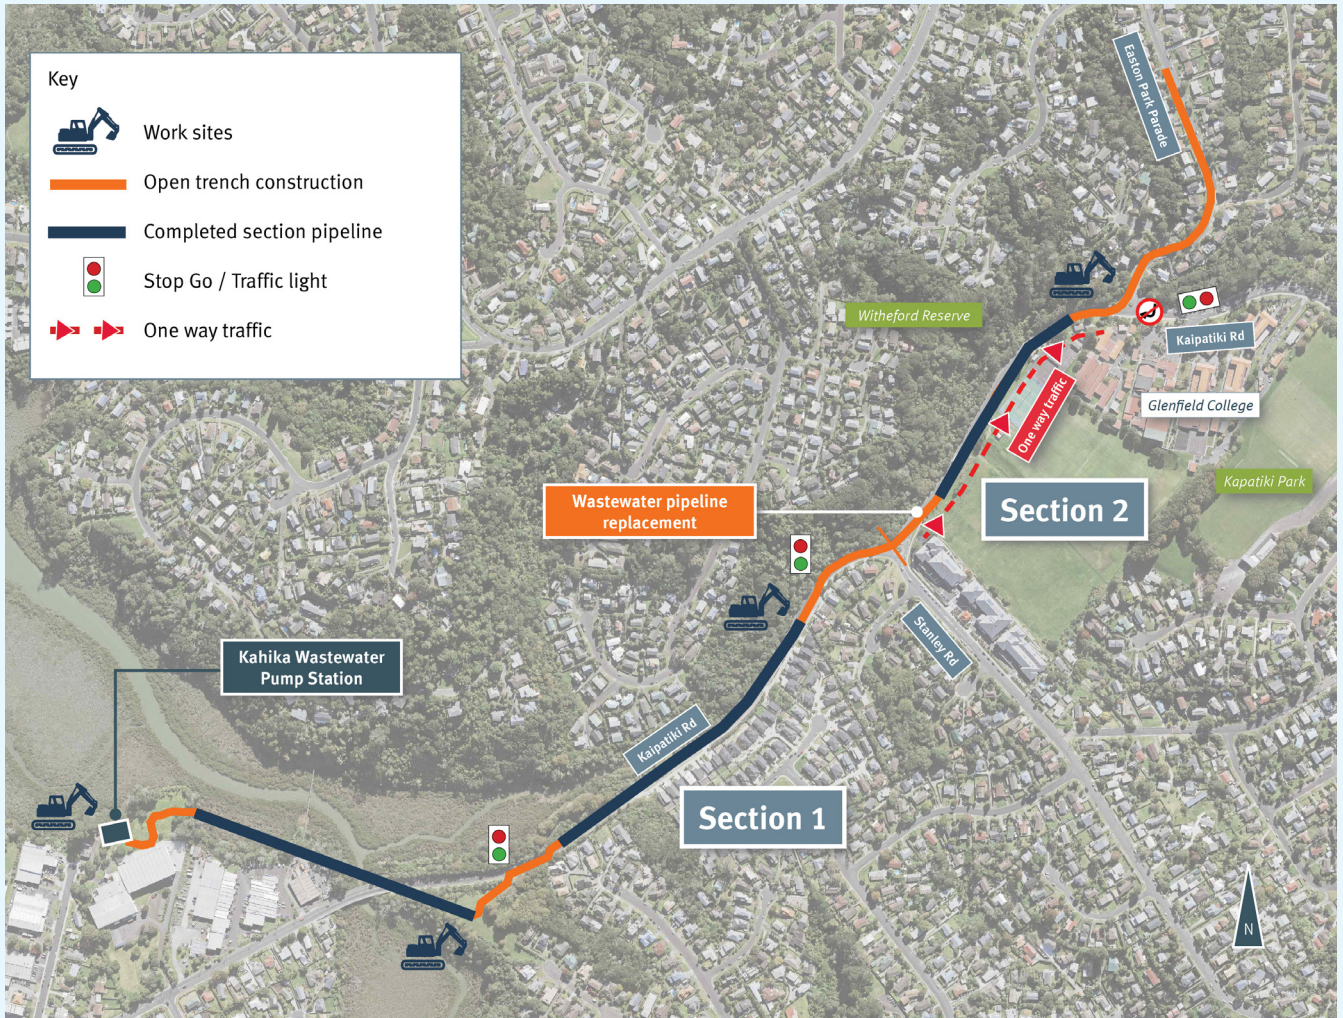 Key
Work sites
Open trench construction
Completed section pipeline
Stop Go / Traffic light
One way traffic
Easton Park Parade
Witheford Reserve
Kaipatiki Rd
One way traffic
Glenfield College
Kapatiki Park
Wastewater pipeline
replacement
Section 2
Stanley Rd
Kahika Wastewater
Pump Station
Kaipatiki Rd
Section 1
N